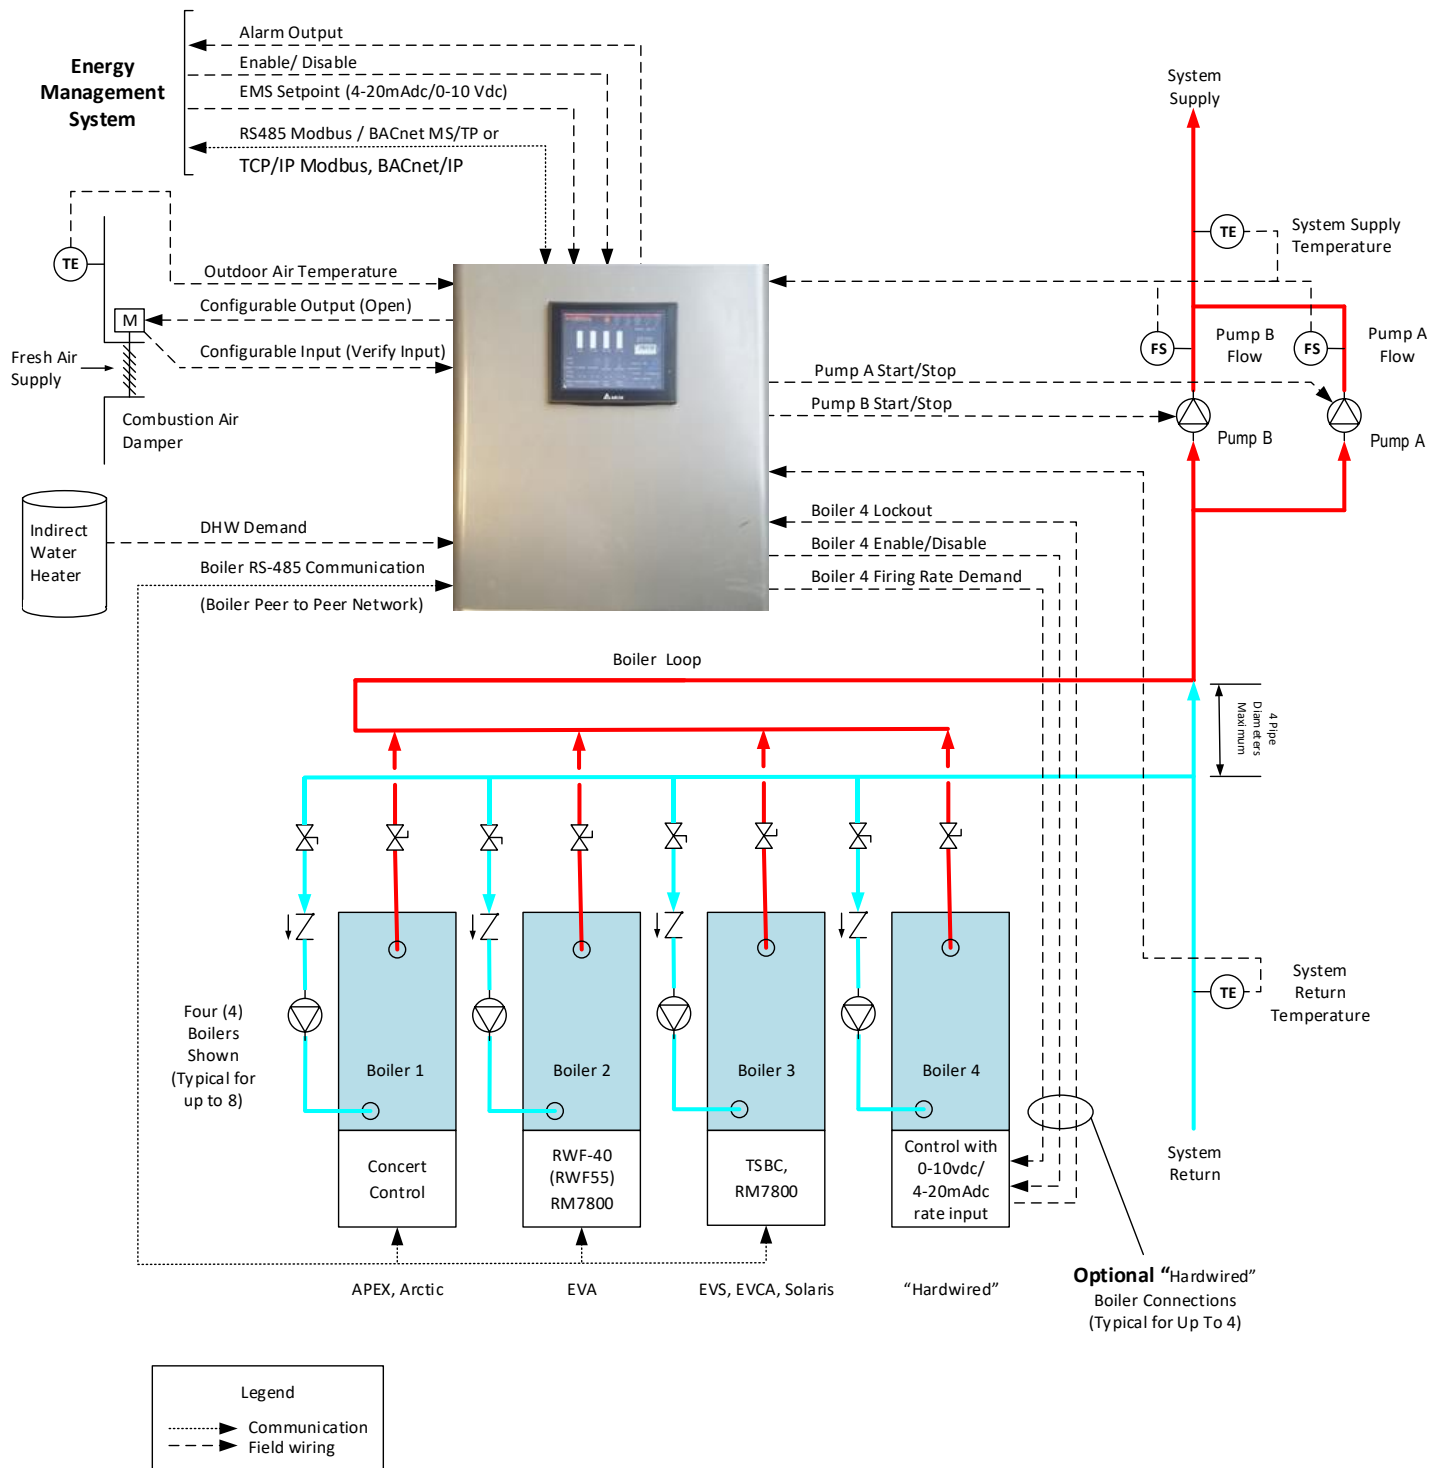 Energy
Management
System
Alarm Output
Enable/ Disable
EMS Setpoint (4-20mAdc/0-10 Vdc)
RS485 Modbus / BACnet MS/TP or
TCP/IP Modbus, BACnet/IP
System
Supply
TE
System Supply
Temperature
TE
Outdoor Air Temperature
Configurable Output (Open)
M
Configurable Input (Verify Input)
Fresh Air
Supply
Combustion Air
Damper
FS
Pump B
Flow
FS
Pump A
Flow
Pump A Start/Stop
Pump B Start/Stop
Pump B
Pump A
Indirect
Water
Heater
DHW Demand
Boiler RS-485 Communication
(Boiler Peer to Peer Network)
Boiler 4 Lockout
Boiler 4 Enable/Disable
Boiler 4 Firing Rate Demand
Boiler Loop
4 Pipe
Diameters
Maximum
TE
System
Return
Temperature
Four (4)
Boilers
Shown
(Typical for
up to 8)
Boiler 1
Boiler 2
Boiler 3
Boiler 4
Concert
Control
RWF-40
(RWF55)
RM7800
TSBC,
RM7800
Control with
0-10vdc/
4-20mAdc
rate input
System
Return
APEX, Arctic
EVA
EVS, EVCA, Solaris
“Hardwired”
Optional “Hardwired”
Boiler Connections
(Typical for Up To 4)
Legend
Communication
Field wiring